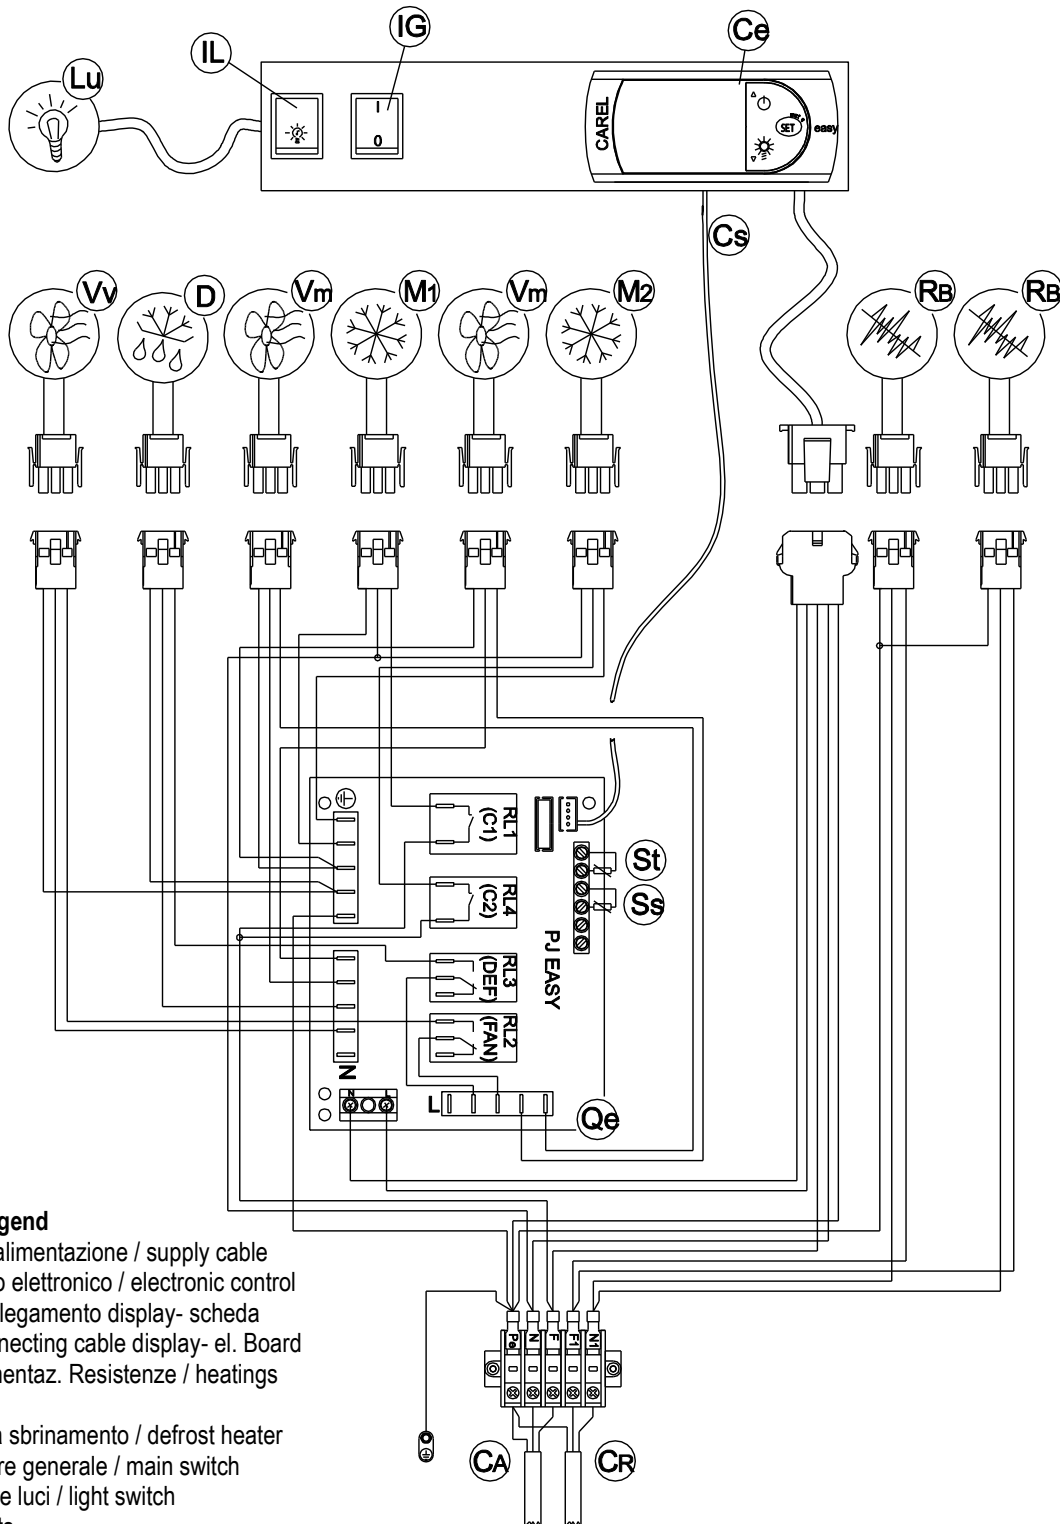 IG
IL
Ce
Lu
I
0
CAREL
SET
easy
Cs
Vv
D
Vm
M1
Vm
M2
RB
RB
RL1
(C1)
St
RL4
(C2)
Ss
PJ EASY
RL3
(DEF)
RL2
(FAN)
N
N
L
L
Qe
gend
alimentazione / supply cable
o elettronico / electronic control
llegamento display- scheda
nnecting cable display- el. Board
nentaz. Resistenze / heatings
a sbrinamento / defrost heater
re generale / main switch
e luci / light switch
Pe
N
F
F1
N1
CA
CR